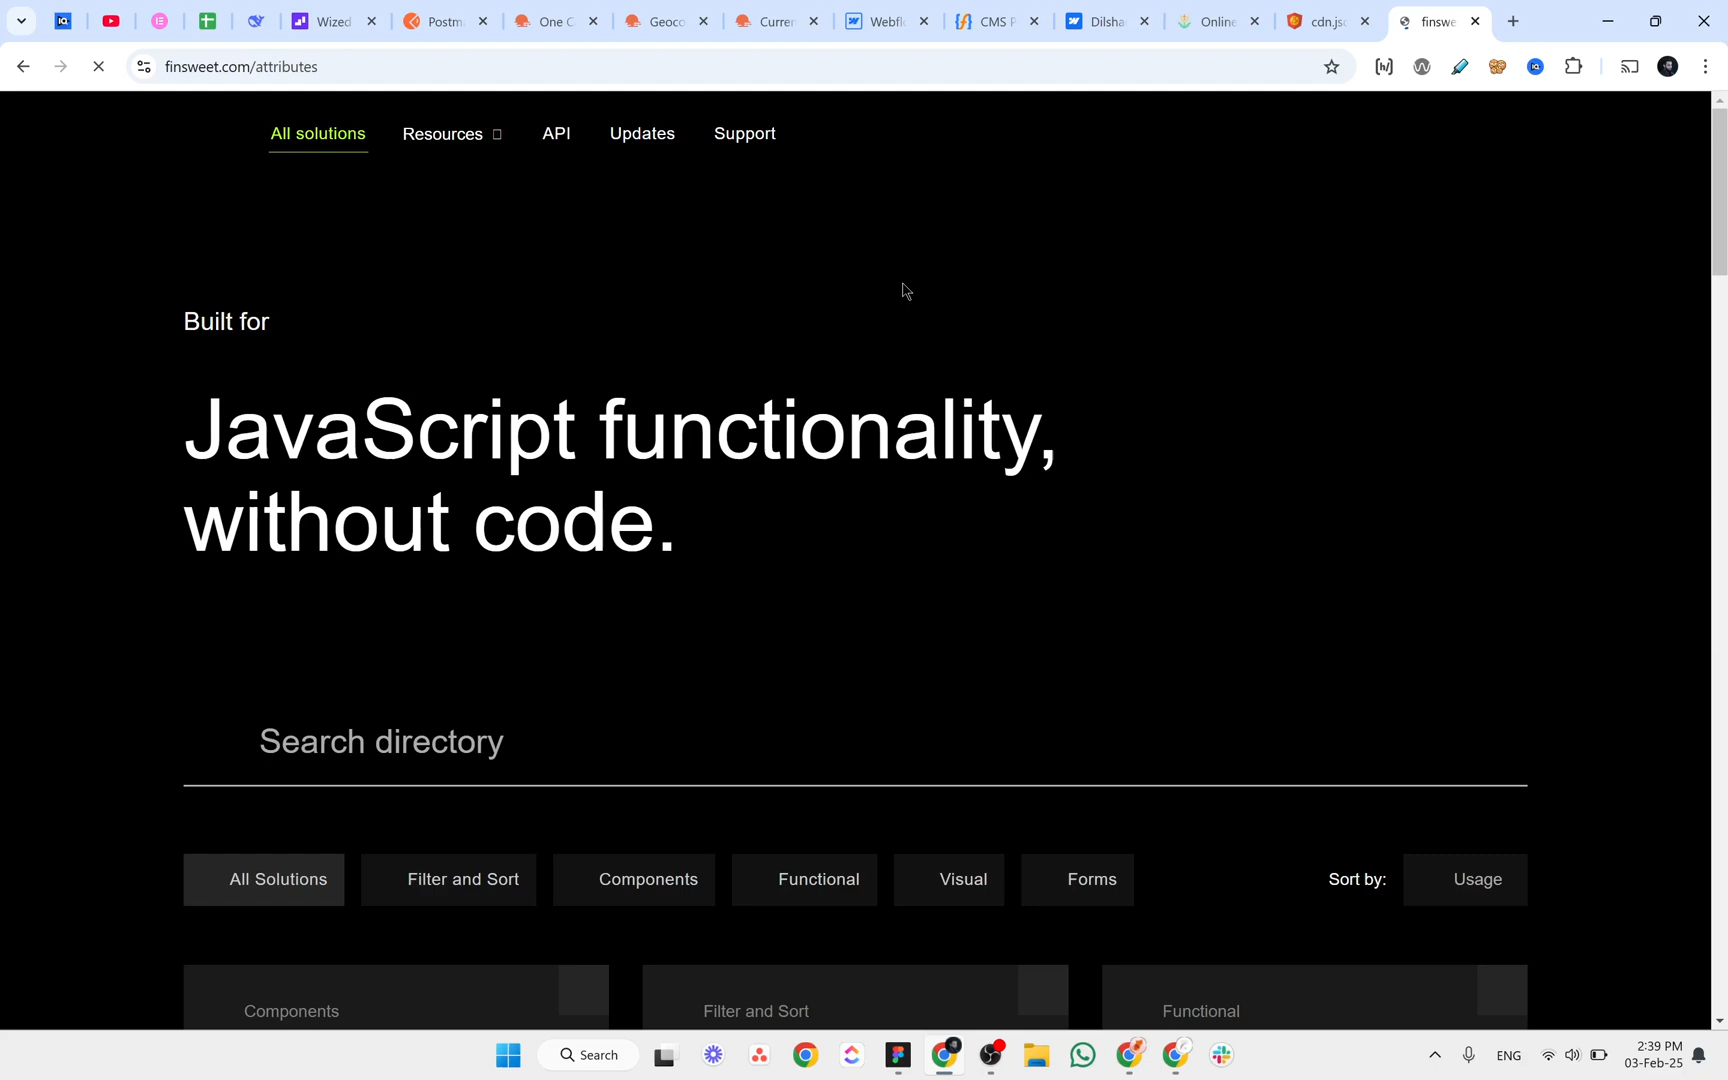 Wized
Postm
One C
Geoco
Curren
Webfl
CMS P
Dilsha
Online
cdn.jsc
finswe
finsweet.com/attributes
All solutions
Resources
API
Updates
Support
Built for
JavaScript functionality,
without code.
Search directory
All Solutions
Filter and Sort
Components
Functional
Visual
Forms
Sort by:
Usage
Components
Filter and Sort
Functional
Search
ENG
2:39 PM
03-Feb-25